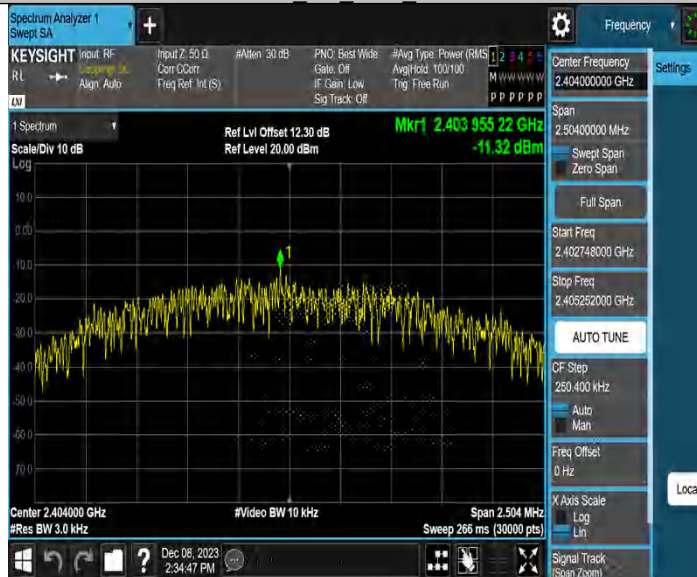 Spectrum Analyzer 1
Swept SA
Frequency
KEYSIGHT
RL
Input: RF
Coupling: DC
Align: Auto
Input Z: 50 Ω
Corr CCorr
Freq Ref: Int (S)
#Atten: 30 dB
PNO: Best Wide
Gate: Off
IF Gain: Low
Sig Track: Off
#Avg Type: Power (RMS
Avg|Hold: 100/100
Trig: Free Run
1 2 3 4 5 6
M W W W W W
P P P P P P
LXI
1 Spectrum
Scale/Div 10 dB
Log
Ref Lvl Offset 12.30 dB
Ref Level 20.00 dBm
Mkr1 2.403 955 22 GHz
-11.32 dBm
10.0
0.00
-10.0
-20.0
-30.0
-40.0
-50.0
-60.0
-70.0
1
Center 2.404000 GHz
#Res BW 3.0 kHz
#Video BW 10 kHz
Span 2.504 MHz
Sweep 266 ms (30000 pts)
Dec 08, 2023
2:34:47 PM
Center Frequency
2.404000000 GHz
Settings
Span
2.50400000 MHz
Swept Span
Zero Span
Full Span
Start Freq
2.402748000 GHz
Stop Freq
2.405252000 GHz
AUTO TUNE
CF Step
250.400 kHz
Auto
Man
Freq Offset
0 Hz
X Axis Scale
Log
Lin
Loca
Signal Track
(Span Zoom)